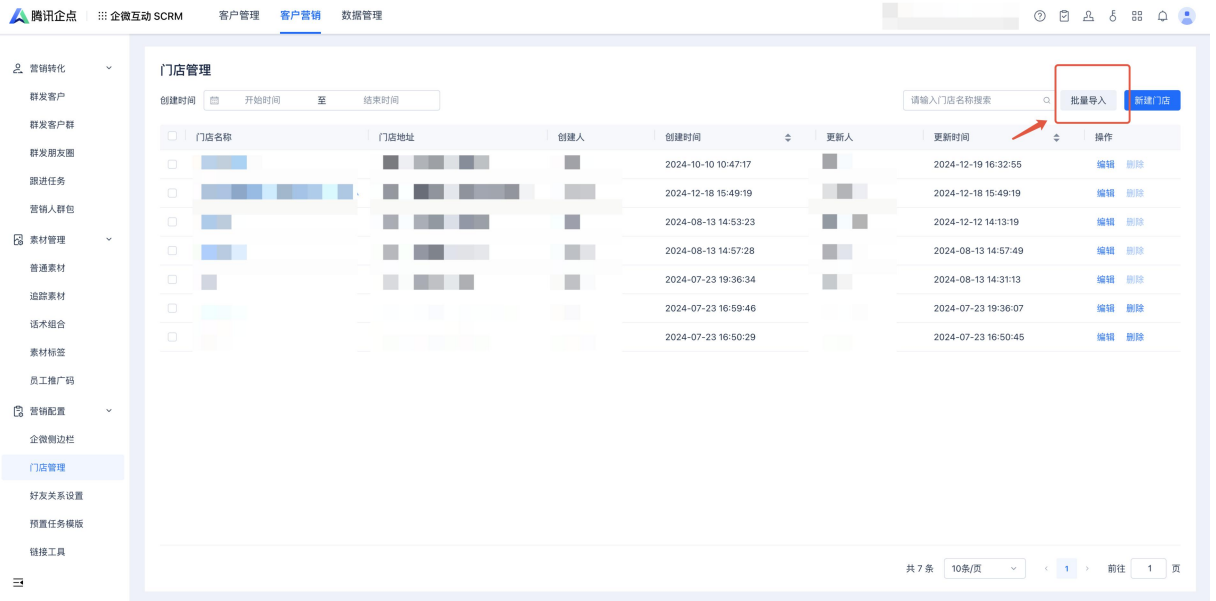 腾讯企点 企微互动 SCRM 客户管理 客户营销 数据管理
营销转化
群发客户
群发客户群
群发朋友圈
跟进任务
营销人群包
素材管理
普通素材
追踪素材
话术组合
素材标签
员工推广码
营销配置
企微侧边栏
门店管理
好友关系设置
预置任务模版
链接工具
门店管理
创建时间 开始时间 至 结束时间 请输入门店名称搜索 批量导入 新建门店
门店名称 门店地址 创建人 创建时间 更新人 更新时间 操作
2024-10-10 10:47:17 2024-12-19 16:32:55 编辑 删除
2024-12-18 15:49:19 2024-12-18 15:49:19 编辑 删除
2024-08-13 14:53:23 2024-12-12 14:13:19 编辑 删除
2024-08-13 14:57:28 2024-08-13 14:57:49 编辑 删除
2024-07-23 19:36:34 2024-08-13 14:31:13 编辑 删除
2024-07-23 16:59:46 2024-07-23 19:36:07 编辑 删除
2024-07-23 16:50:29 2024-07-23 16:50:45 编辑 删除
共 7 条 10条/页 1 前往 1 页